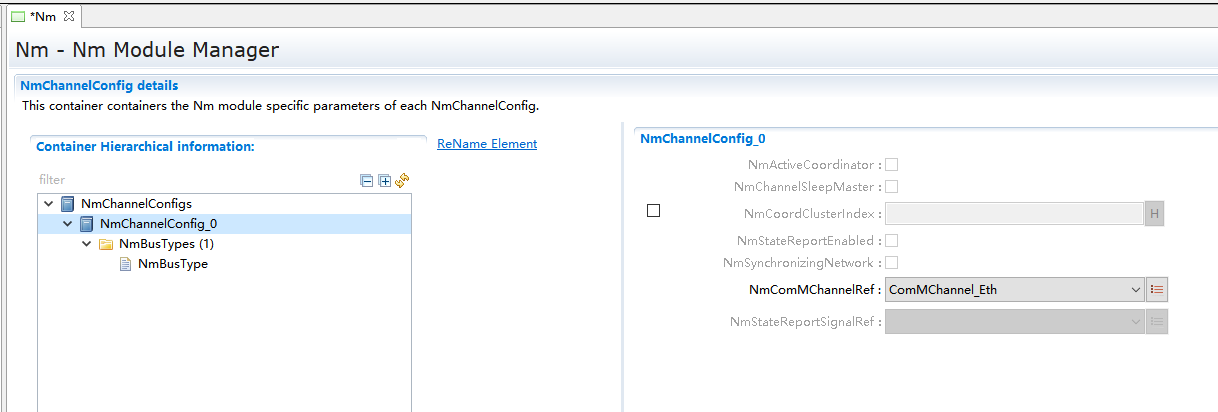 *Nm
Nm - Nm Module Manager
NmChannelConfig details
This container containers the Nm module specific parameters of each NmChannelConfig.
Container Hierarchical information:
ReName Element
filter
NmChannelConfigs
NmChannelConfig_0
NmBusTypes (1)
NmBusType
NmChannelConfig_0
NmActiveCoordinator :
NmChannelSleepMaster :
NmCoordClusterIndex :
H
NmStateReportEnabled :
NmSynchronizingNetwork :
NmComMChannelRef : ComMChannel_Eth
NmStateReportSignalRef :